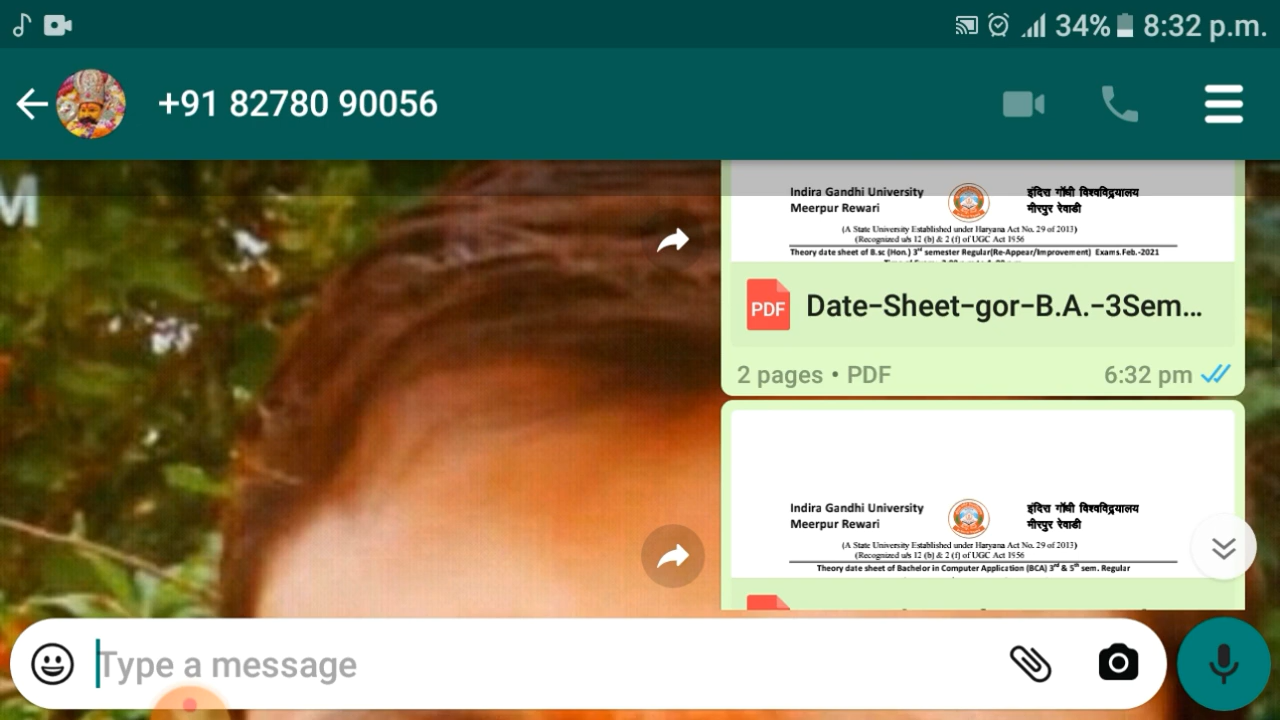 34% 8:32 p.m.
+91 82780 90056
M
Indira Gandhi University
Meerpur Rewari
इंदिरा गाँधी विश्वविद्र्यालय
मीरपुर रेवाडी
(A State University Established under Haryana Act No. 29 of 2013)
(Recognized u/s 12 (b) & 2 (f) of UGC Act 1956
Theory date sheet of B.sc (Hon.) 3rd semester Regular(Re-Appear/Improvement) Exams.Feb.-2021
PDF
Date-Sheet-gor-B.A.-3Sem...
2 pages • PDF
6:32 pm
Indira Gandhi University
Meerpur Rewari
इंदिरा गाँधी विश्वविद्र्यालय
मीरपुर रेवाडी
(A State University Established under Haryana Act No. 29 of 2013)
(Recognized u/s 12 (b) & 2 (f) of UGC Act 1956
Theory date sheet of Bachelor in Computer Application (BCA) 3rd & 5th sem. Regular
Type a message